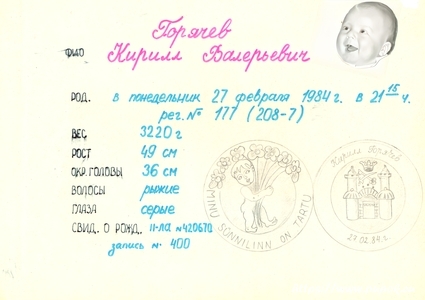 Горячев
ФИО Кирилл Валерьевич
РОД. в понедельник 27 февраля 1984 г. в 21 15 ч.
рег. № 177 (208-7)
ВЕС 3220 г
РОСТ 49 см
ОКР. ГОЛОВЫ 36 см
ВОЛОСЫ рыжие
ГЛАЗА серые
СВИД. О РОЖД. II-ЛА №420670
запись № 400
MINU SÜNNILINN ON TARTU
Кирилл Горячев
27.02.84 г.